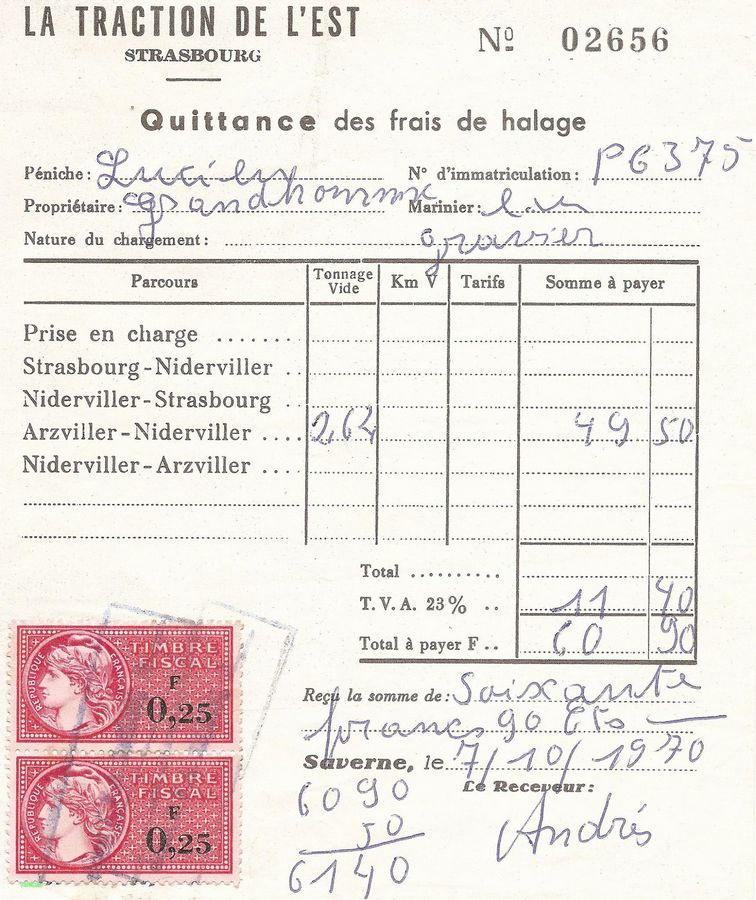 LA TRACTION DE L'EST
STRASBOURG
Nº 02656
Quittance des frais de halage
Péniche: Lucien N° d'immatriculation: PG375
Propriétaire: Grandhomme Marinier:
Nature du chargement: gravier
Parcours Tonnage Vide Km V Tarifs Somme à payer
Prise en charge .......
Strasbourg-Niderviller ..
Niderviller-Strasbourg ..
Arzviller-Niderviller .... 264 49 50
Niderviller-Arzviller ....
Total ..........
T.V.A. 23% .. 11 40
Total à payer F.. 60 90
Reçu la somme de: Soixante
francs 90 Cts
Saverne, le 7/10/1970
Le Receveur:
6090
50
6140
André
TIMBRE
FISCAL
RÉPUBLIQUE FRANÇAISE
F
0,25
TIMBRE
FISCAL
RÉPUBLIQUE FRANÇAISE
F
0,25